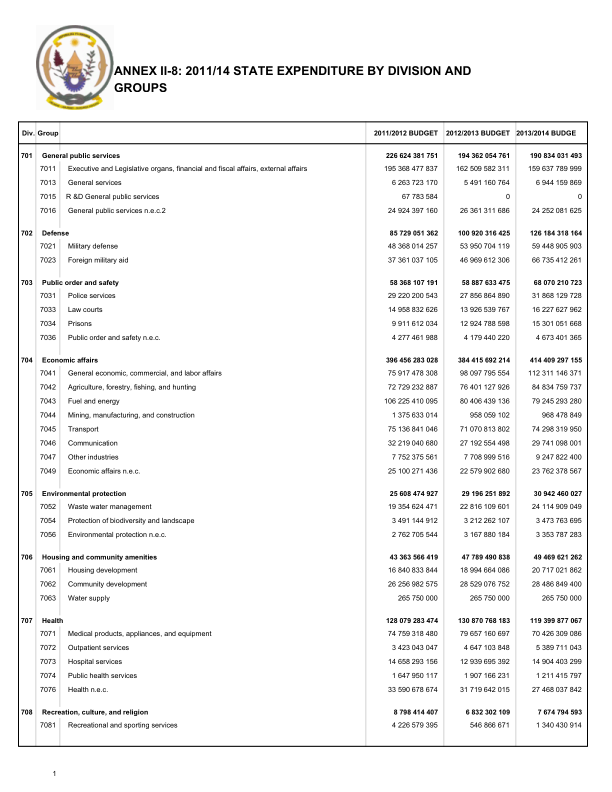 ANNEX II-8: 2011/14 STATE EXPENDITURE BY DIVISION AND
GROUPS
Div. Group 2011/2012 BUDGET 2012/2013 BUDGET 2013/2014 BUDGE
701 General public services 226 624 381 751 194 362 054 761 190 834 031 493
7011 Executive and Legislative organs, financial and fiscal affairs, external affairs 195 368 477 837 162 509 582 311 159 637 789 999
7013 General services 6 263 723 170 5 491 160 764 6 944 159 869
7015 R &D General public services 67 783 584 0 0
7016 General public services n.e.c.2 24 924 397 160 26 361 311 686 24 252 081 625
702 Defense 85 729 051 362 100 920 316 425 126 184 318 164
7021 Military defense 48 368 014 257 53 950 704 119 59 448 905 903
7023 Foreign military aid 37 361 037 105 46 969 612 306 66 735 412 261
703 Public order and safety 58 368 107 191 58 887 633 475 68 070 210 723
7031 Police services 29 220 200 543 27 856 864 890 31 868 129 728
7033 Law courts 14 958 832 626 13 926 539 767 16 227 627 962
7034 Prisons 9 911 612 034 12 924 788 598 15 301 051 668
7036 Public order and safety n.e.c. 4 277 461 988 4 179 440 220 4 673 401 365
704 Economic affairs 396 456 283 028 384 415 692 214 414 409 297 155
7041 General economic, commercial, and labor affairs 75 917 478 308 98 097 795 554 112 311 146 371
7042 Agriculture, forestry, fishing, and hunting 72 729 232 887 76 401 127 926 84 834 759 737
7043 Fuel and energy 106 225 410 095 80 406 439 136 79 245 293 280
7044 Mining, manufacturing, and construction 1 375 633 014 958 059 102 968 478 849
7045 Transport 75 136 841 046 71 070 813 802 74 298 319 950
7046 Communication 32 219 040 680 27 192 554 498 29 741 098 001
7047 Other industries 7 752 375 561 7 708 999 516 9 247 822 400
7049 Economic affairs n.e.c. 25 100 271 436 22 579 902 680 23 762 378 567
705 Environmental protection 25 608 474 927 29 196 251 892 30 942 460 027
7052 Waste water management 19 354 624 471 22 816 109 601 24 114 909 049
7054 Protection of biodiversity and landscape 3 491 144 912 3 212 262 107 3 473 763 695
7056 Environmental protection n.e.c. 2 762 705 544 3 167 880 184 3 353 787 283
706 Housing and community amenities 43 363 566 419 47 789 490 838 49 469 621 262
7061 Housing development 16 840 833 844 18 994 664 086 20 717 021 862
7062 Community development 26 256 982 575 28 529 076 752 28 486 849 400
7063 Water supply 265 750 000 265 750 000 265 750 000
707 Health 128 079 283 474 130 870 768 183 119 399 877 067
7071 Medical products, appliances, and equipment 74 759 318 480 79 657 160 697 70 426 309 086
7072 Outpatient services 3 423 043 047 4 647 103 848 5 389 711 043
7073 Hospital services 14 658 293 156 12 939 695 392 14 904 403 299
7074 Public health services 1 647 950 117 1 907 166 231 1 211 415 797
7076 Health n.e.c. 33 590 678 674 31 719 642 015 27 468 037 842
708 Recreation, culture, and religion 8 798 414 407 6 832 302 109 7 674 794 593
7081 Recreational and sporting services 4 226 579 395 546 866 671 1 340 430 914
1